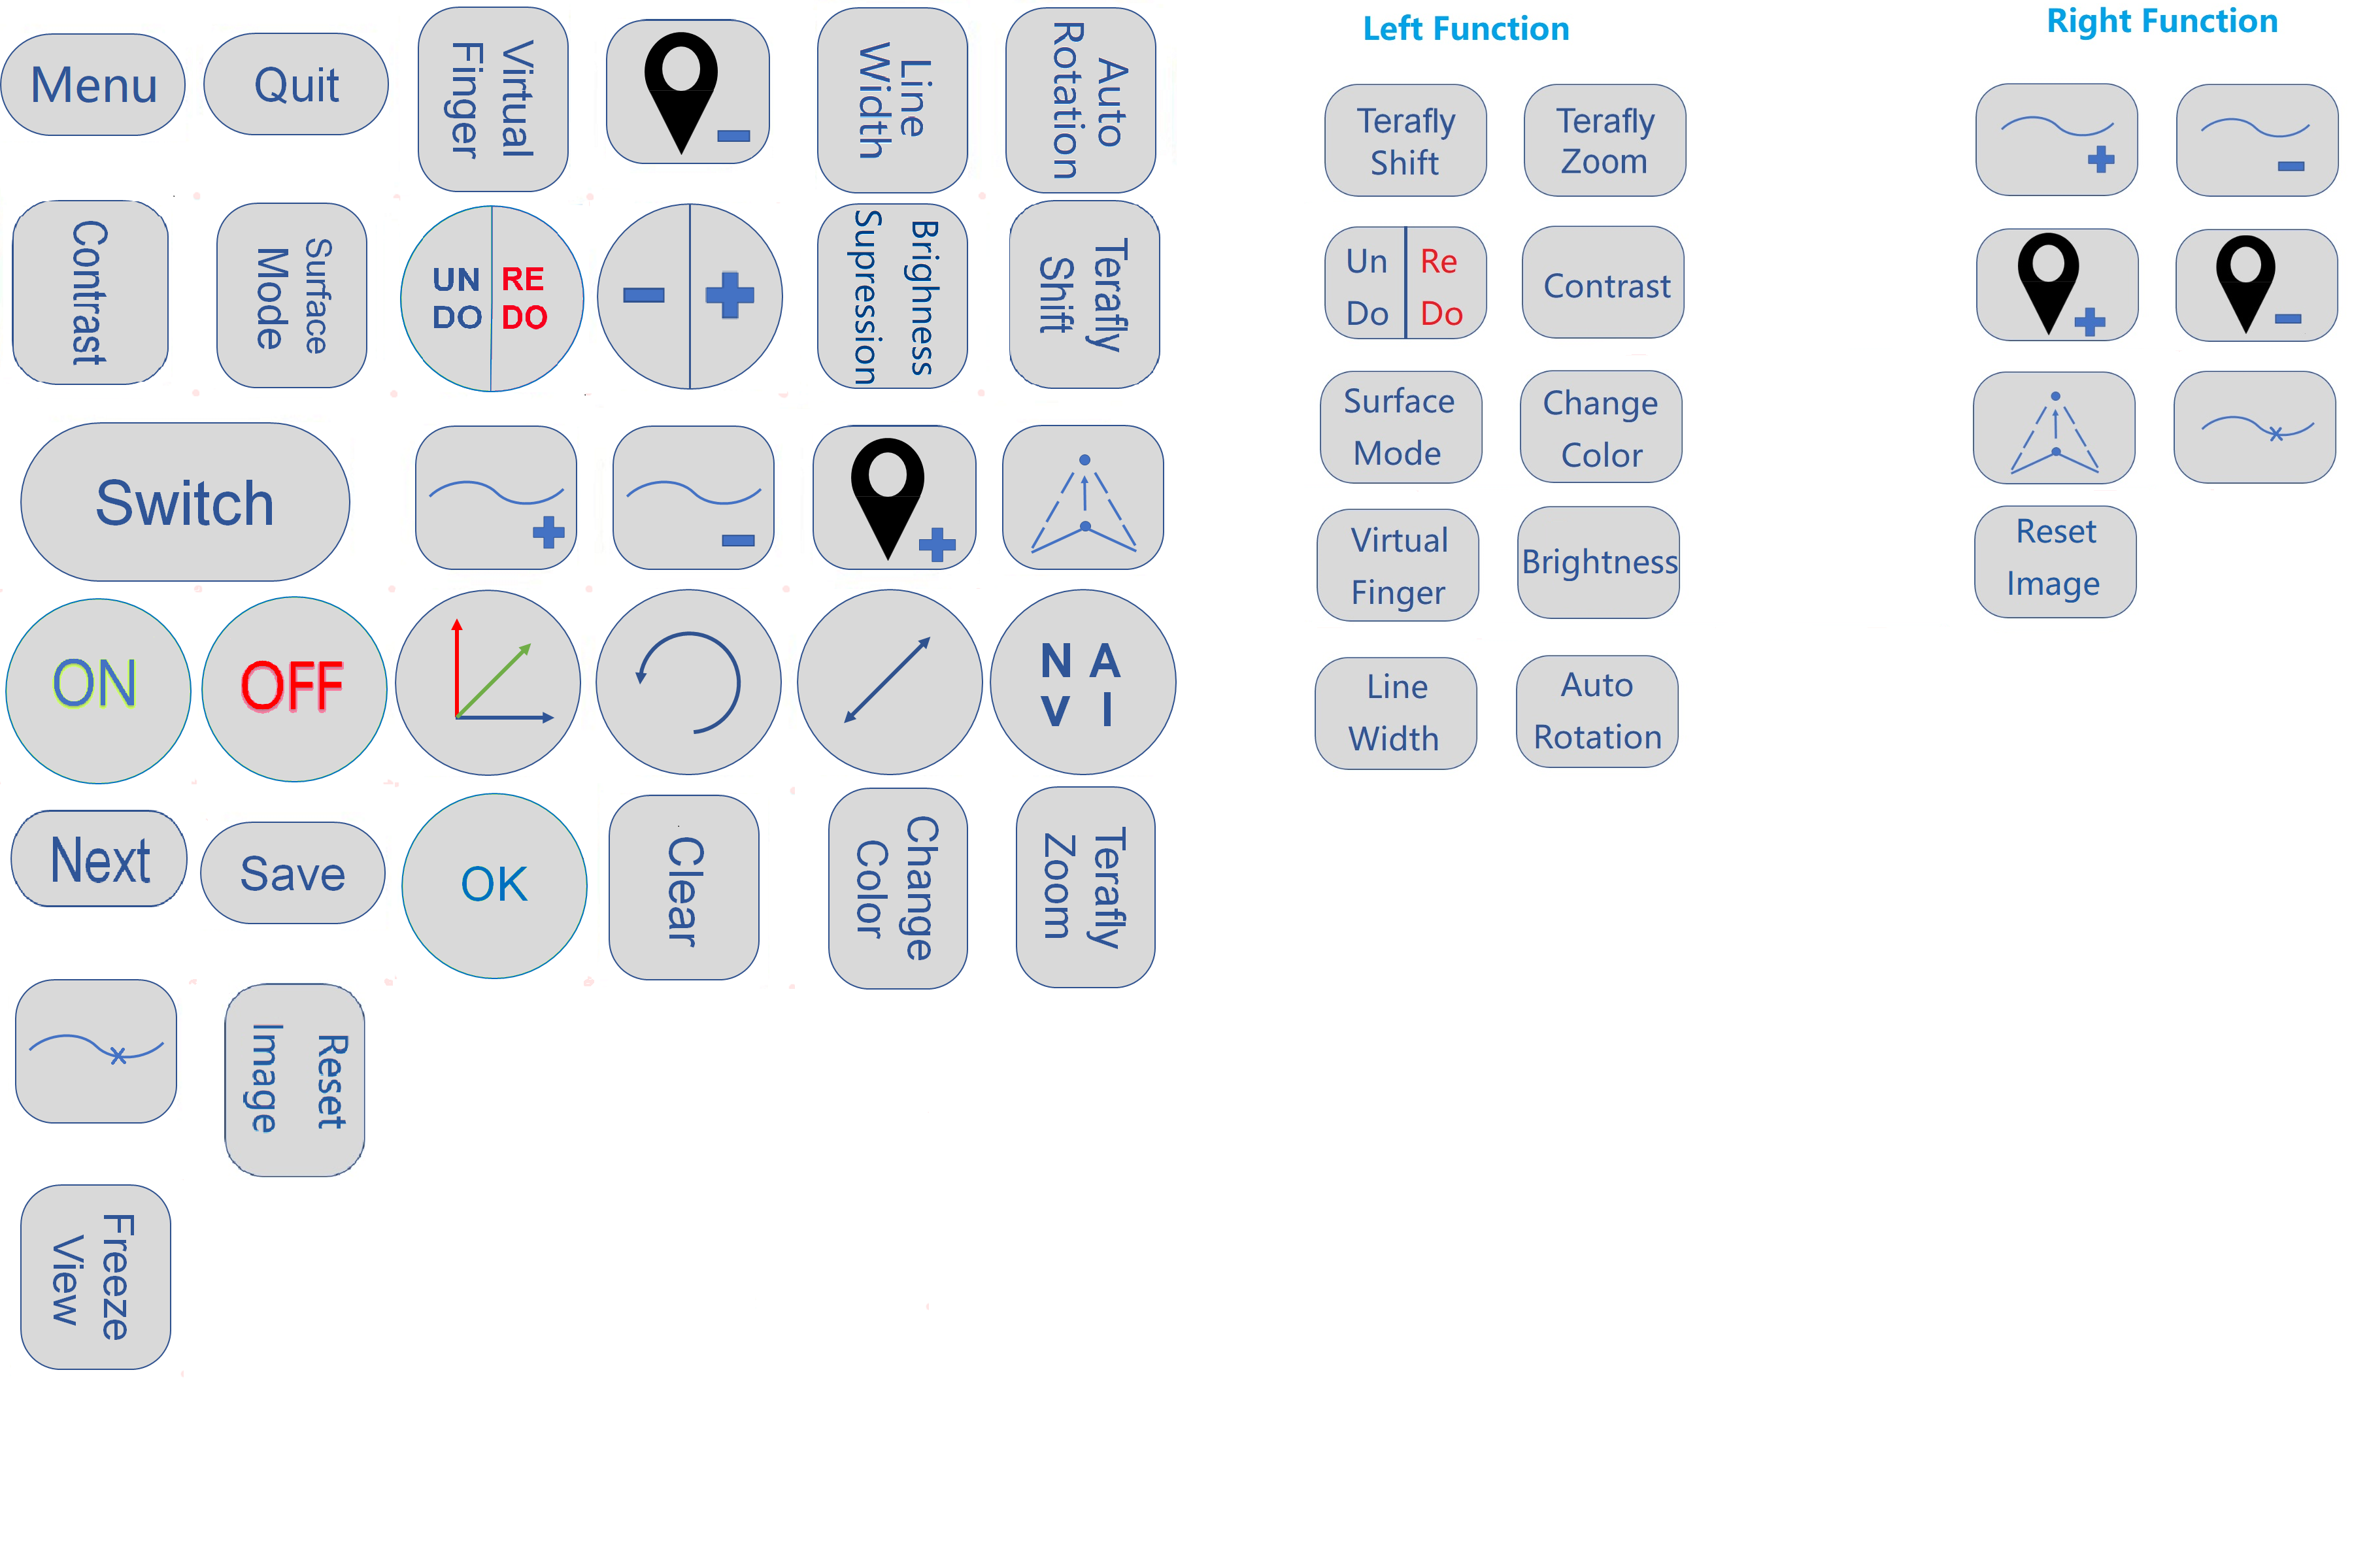 Menu
Quit
Virtual
Finger
Line
Width
Auto
Rotation
Contrast
Surface
Mode
UN
DO
RE
DO
Brighness
Supression
Terafly
Shift
Switch
ON
OFF
N A
V I
Next
Save
OK
Clear
Change
Color
Terafly
Zoom
Reset
Image
Freeze
View
Left Function
Terafly
Shift
Terafly
Zoom
Un
Do
Re
Do
Contrast
Surface
Mode
Change
Color
Virtual
Finger
Brightness
Line
Width
Auto
Rotation
Right Function
Reset
Image